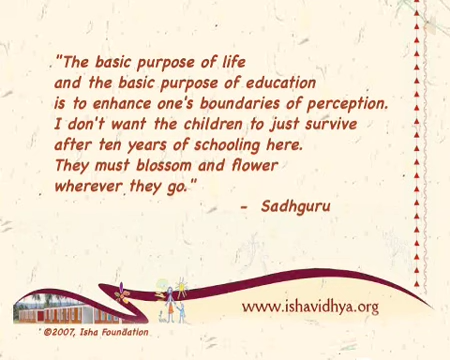 "The basic purpose of life
and the basic purpose of education
is to enhance one's boundaries of perception.
I don't want the children to just survive
after ten years of schooling here.
They must blossom and flower
wherever they go."
- Sadhguru
www.ishavidhya.org
©2007, Isha Foundation